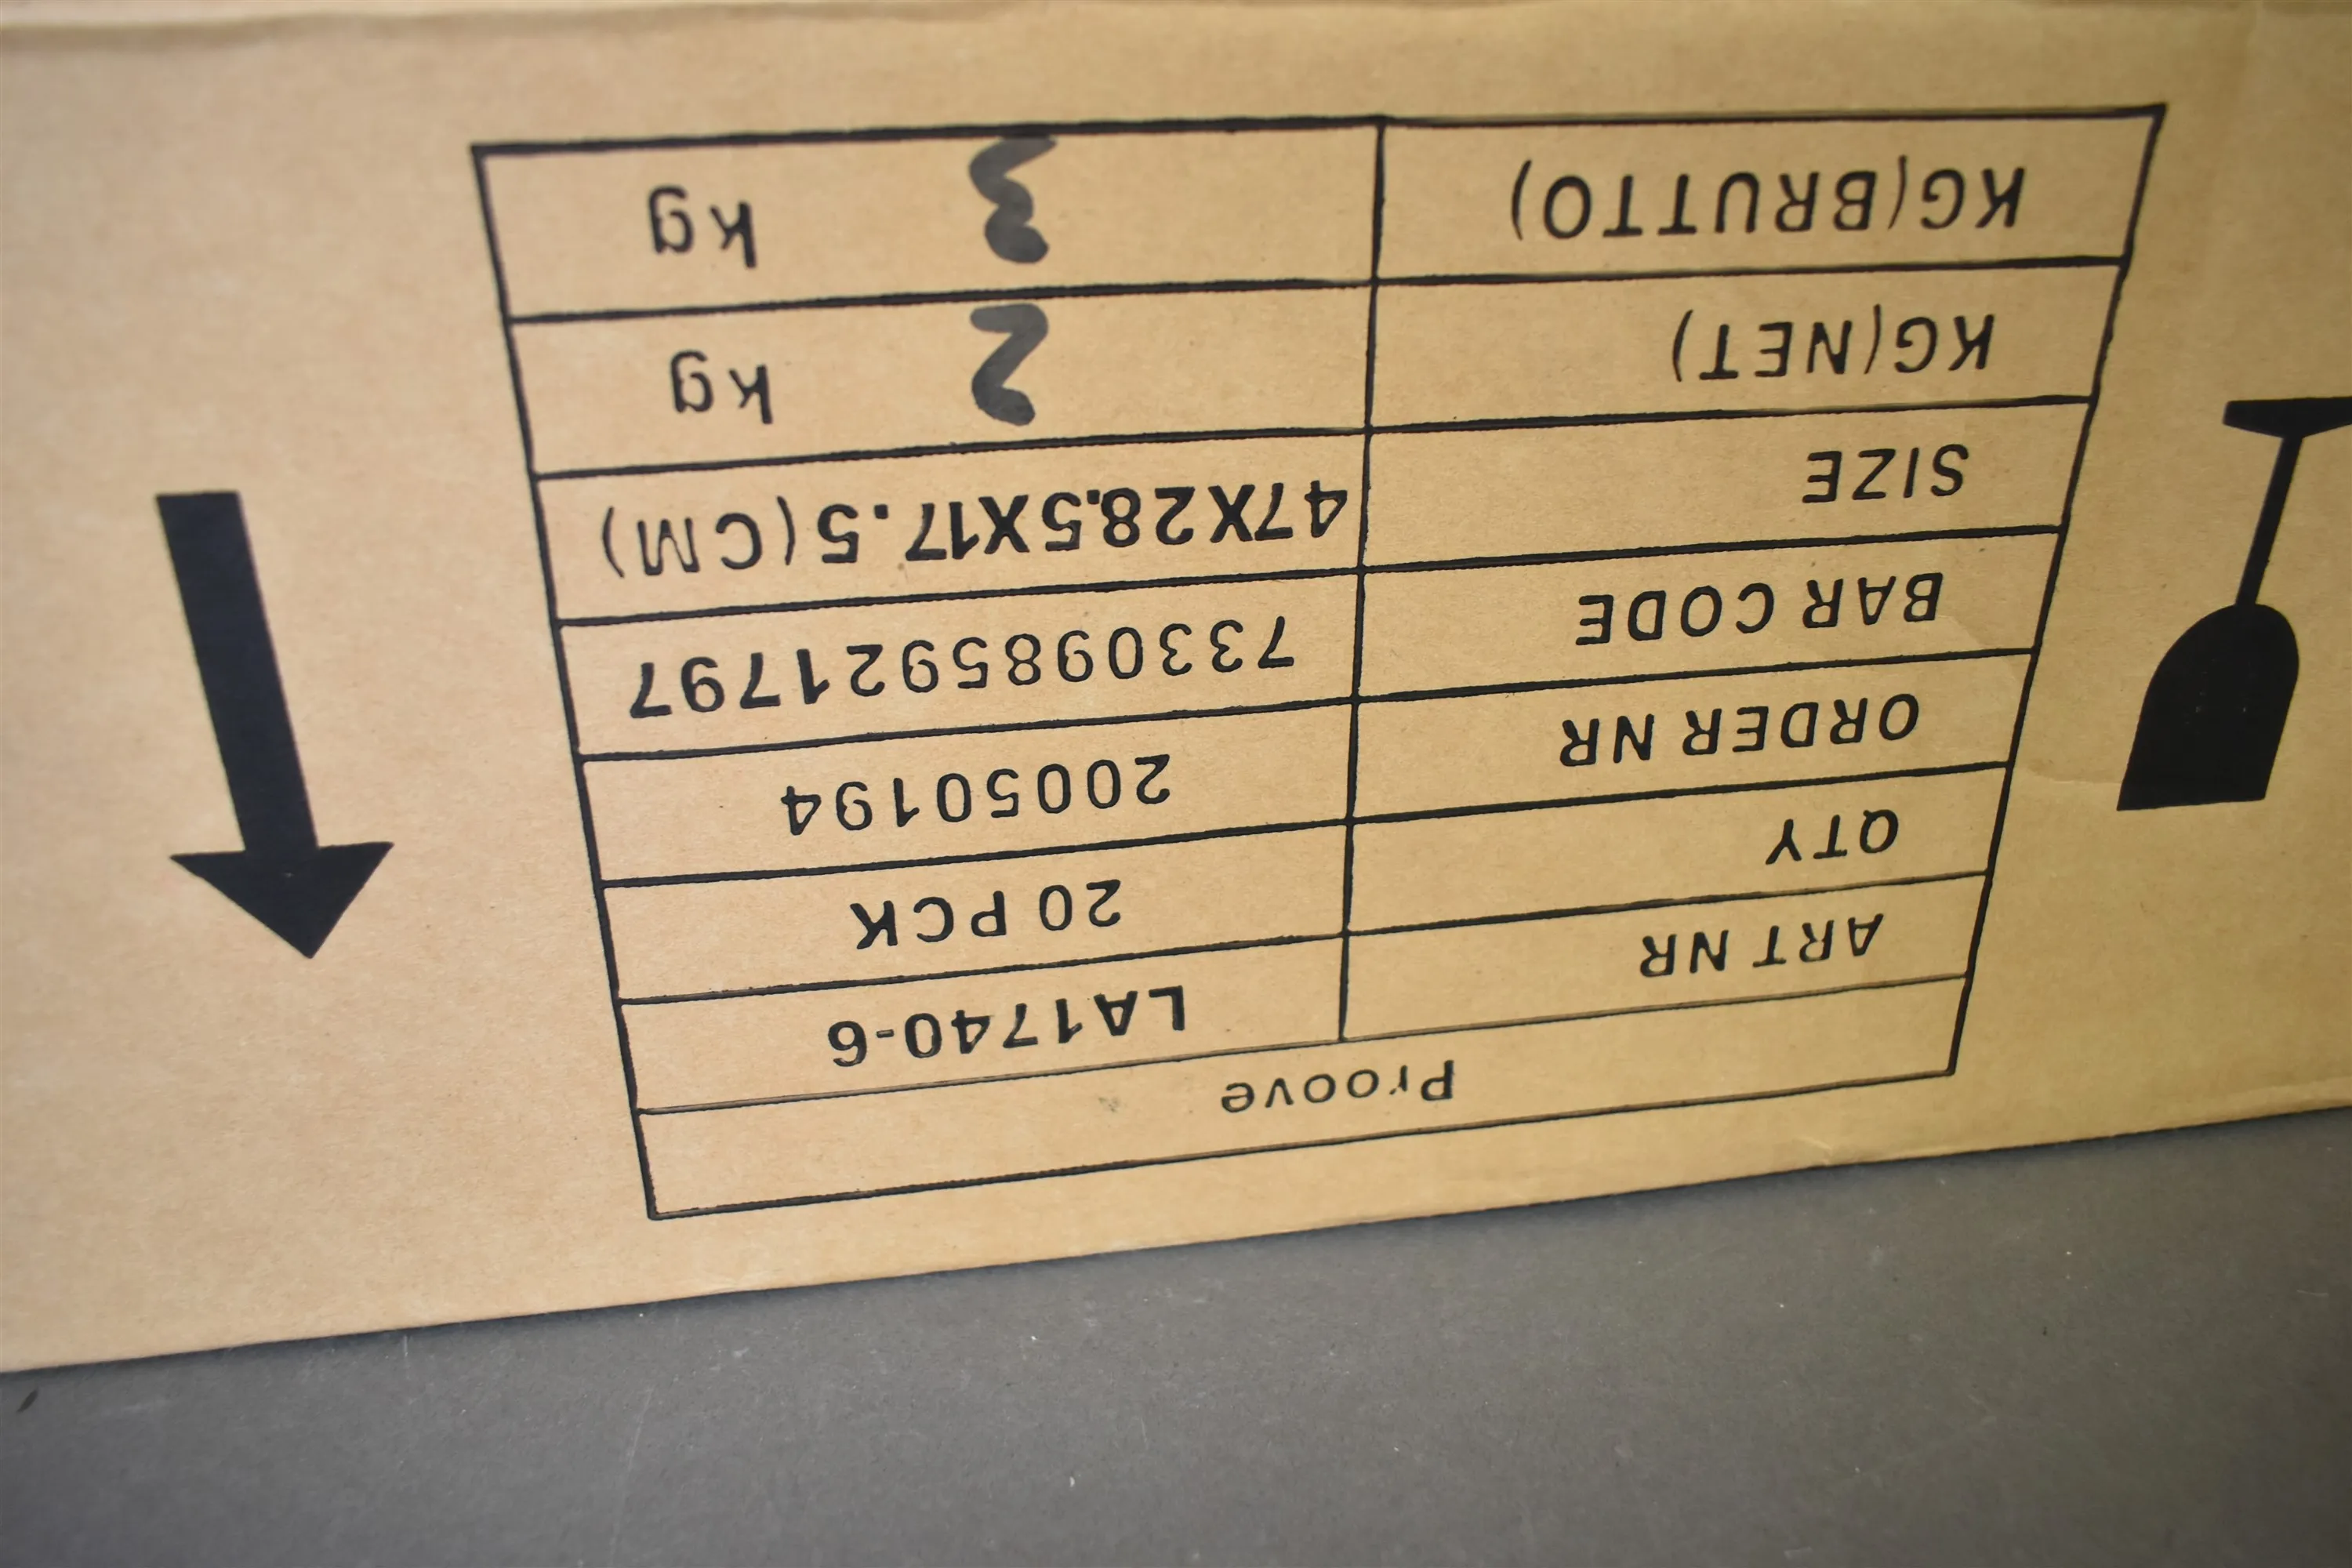 Proove
ART NR LA1740-6
QTY 20 PCK
ORDER NR 20050194
BAR CODE 7330985921797
SIZE 47X28.5X17.5(CM)
KG(NET) 2 kg
KG(BRUTTO) 3 kg